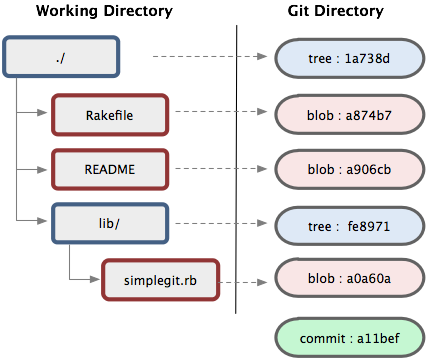 Working Directory
Git Directory
./
tree : 1a738d
Rakefile
blob : a874b7
README
blob : a906cb
lib/
tree : fe8971
simplegit.rb
blob : a0a60a
commit : a11bef